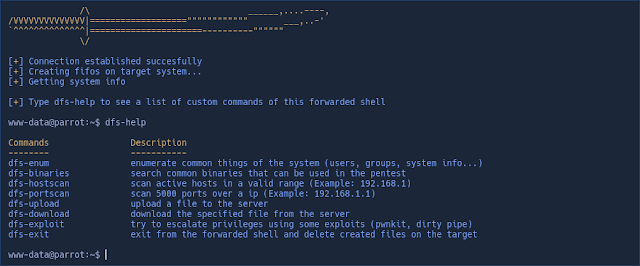 [+] Connection established succesfully
[+] Creating fifos on target system...
[+] Getting system info
[+] Type dfs-help to see a list of custom commands of this forwarded shell
www-data@parrot:~$ dfs-help
Commands Description
-------- -----------
dfs-enum enumerate common things of the system (users, groups, system info...)
dfs-binaries search common binaries that can be used in the pentest
dfs-hostscan scan active hosts in a valid range (Example: 192.168.1)
dfs-portscan scan 5000 ports over a ip (Example: 192.168.1.1)
dfs-upload upload a file to the server
dfs-download download the specified file from the server
dfs-exploit try to escalate privileges using some exploits (pwnkit, dirty pipe)
dfs-exit exit from the forwarded shell and delete created files on the target
www-data@parrot:~$